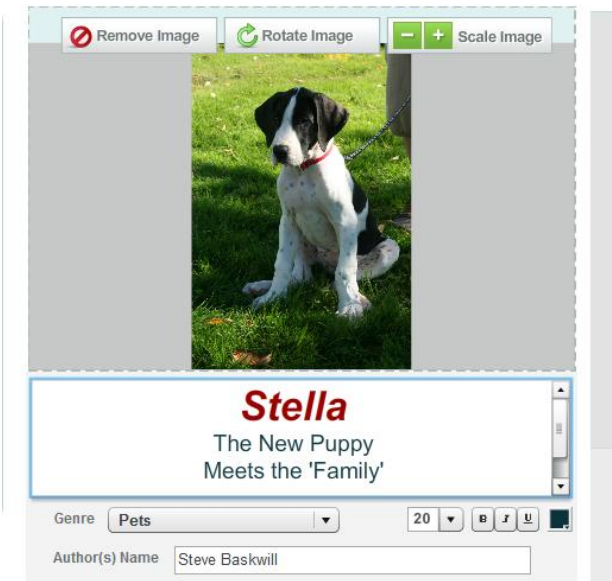 Remove Image
Rotate Image
Scale Image
Stella
The New Puppy
Meets the 'Family'
Genre
Pets
20
B I U
Author(s) Name
Steve Baskwill